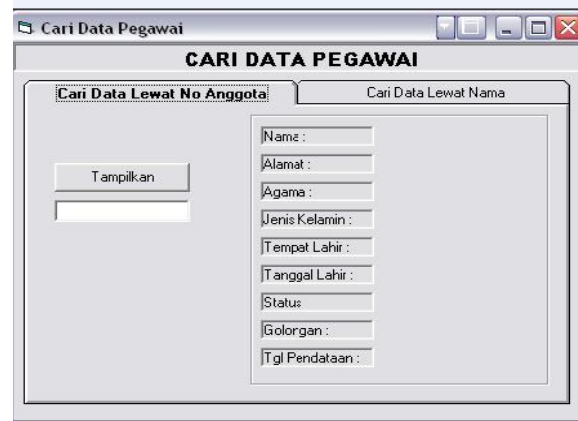 Cari Data Pegawai
CARI DATA PEGAWAI
Cari Data Lewat No Anggota
Cari Data Lewat Nama
Tampilkan
Nama :
Alamat :
Agama :
Jenis Kelamin :
Tempat Lahir :
Tanggal Lahir :
Status
Golorgan :
Tgl Pendataan :